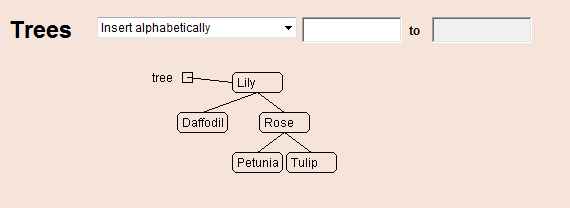 Trees Insert alphabetically to
tree Lily
Daffodil Rose
Petunia Tulip